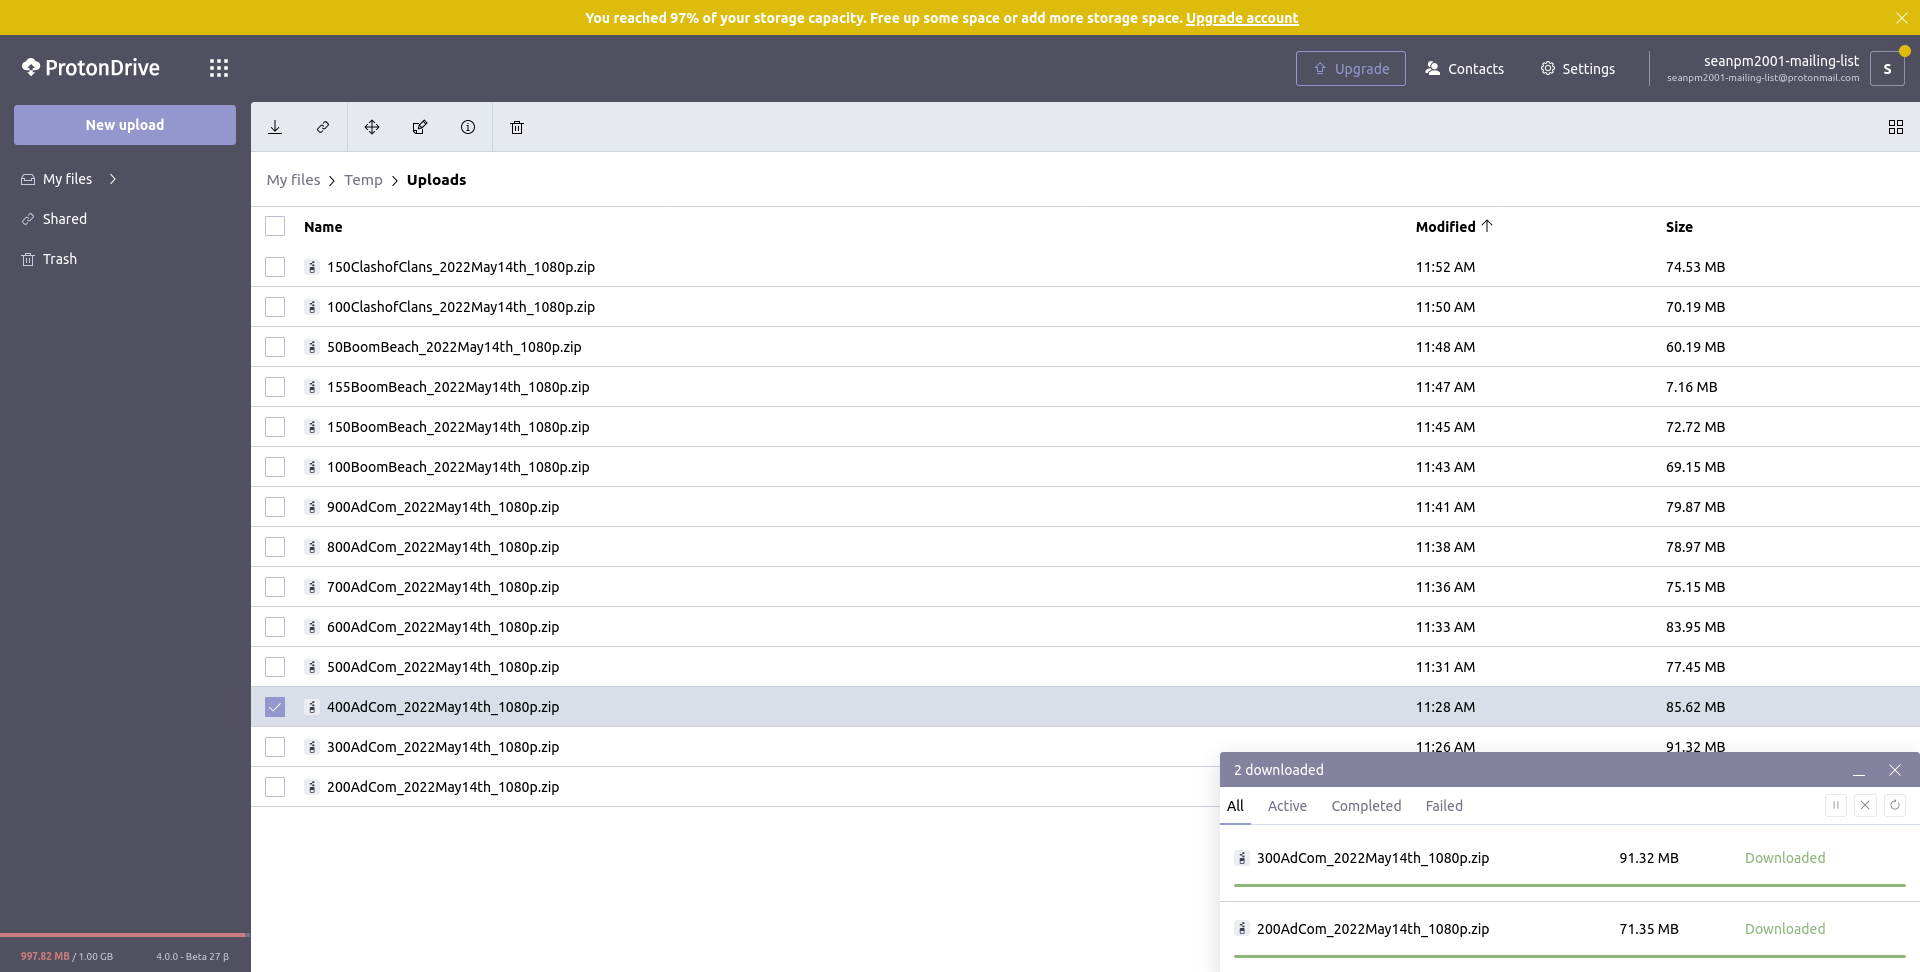 You reached 97% of your storage capacity. Free up some space or add more storage space. Upgrade account
ProtonDrive
Upgrade
Contacts
Settings
seanpm2001-mailing-list
seanpm2001-mailing-list@protonmail.com
S
New upload
My files
Shared
Trash
My files > Temp > Uploads
Name Modified Size
150ClashofClans_2022May14th_1080p.zip 11:52 AM 74.53 MB
100ClashofClans_2022May14th_1080p.zip 11:50 AM 70.19 MB
50BoomBeach_2022May14th_1080p.zip 11:48 AM 60.19 MB
155BoomBeach_2022May14th_1080p.zip 11:47 AM 7.16 MB
150BoomBeach_2022May14th_1080p.zip 11:45 AM 72.72 MB
100BoomBeach_2022May14th_1080p.zip 11:43 AM 69.15 MB
900AdCom_2022May14th_1080p.zip 11:41 AM 79.87 MB
800AdCom_2022May14th_1080p.zip 11:38 AM 78.97 MB
700AdCom_2022May14th_1080p.zip 11:36 AM 75.15 MB
600AdCom_2022May14th_1080p.zip 11:33 AM 83.95 MB
500AdCom_2022May14th_1080p.zip 11:31 AM 77.45 MB
400AdCom_2022May14th_1080p.zip 11:28 AM 85.62 MB
300AdCom_2022May14th_1080p.zip 11:26 AM 91.32 MB
200AdCom_2022May14th_1080p.zip
2 downloaded
All Active Completed Failed
300AdCom_2022May14th_1080p.zip 91.32 MB Downloaded
200AdCom_2022May14th_1080p.zip 71.35 MB Downloaded
997.82 MB / 1.00 GB 4.0.0 - Beta 27 β